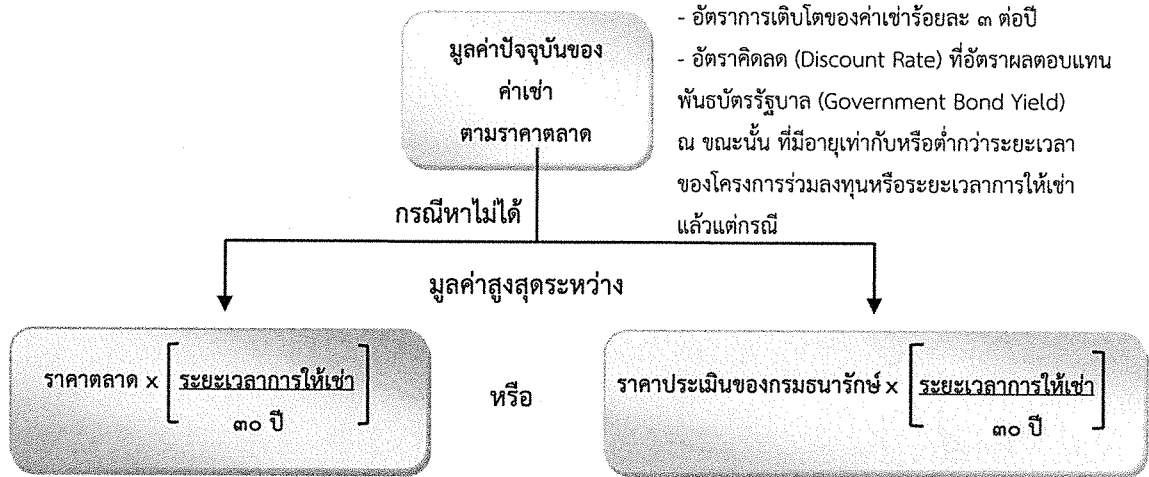 มูลค่าปัจจุบันของ
ค่าเช่า
ตามราคาตลาด
- อัตราการเติบโตของค่าเช่าร้อยละ ๓ ต่อปี
- อัตราคิดลด (Discount Rate) ที่อัตราผลตอบแทน
พันธบัตรรัฐบาล (Government Bond Yield)
ณ ขณะนั้น ที่มีอายุเท่ากับหรือต่ำกว่าระยะเวลา
ของโครงการร่วมลงทุนหรือระยะเวลาการให้เช่า
แล้วแต่กรณี
กรณีหาไม่ได้
มูลค่าสูงสุดระหว่าง
ราคาตลาด x [ระยะเวลาการให้เช่า
๓๐ ปี]
หรือ
ราคาประเมินของกรมธนารักษ์ x [ระยะเวลาการให้เช่า
๓๐ ปี]